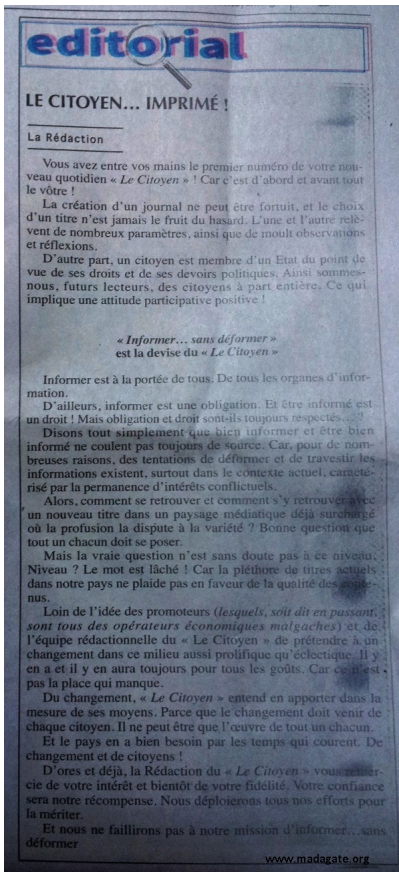 editorial
LE CITOYEN… IMPRIMÉ !
La Rédaction
Vous avez entre vos mains le premier numéro de votre nou-
veau quotidien « Le Citoyen » ! Car c'est d'abord et avant tout
le vôtre !
La création d'un journal ne peut être fortuit, et le choix
d'un titre n'est jamais le fruit du hasard. L'une et l'autre relè-
vent de nombreux paramètres, ainsi que de moult observations
et réflexions.
D'autre part, un citoyen est membre d'un Etat du point de
vue de ses droits et de ses devoirs politiques. Ainsi sommes-
nous, futurs lecteurs, des citoyens à part entière. Ce qui
implique une attitude participative positive !
« Informer… sans déformer »
est la devise du « Le Citoyen »
Informer est à la portée de tous. De tous les organes d'infor-
mation.
D'ailleurs, informer est une obligation. Et être informé est
un droit ! Mais obligation et droit sont-ils toujours respectés…?
Disons tout simplement que bien informer et être bien
informé ne coulent pas toujours de source. Car, pour de nom-
breuses raisons, des tentations de déformer et de travestir les
informations existent, surtout dans le contexte actuel, caracté-
risé par la permanence d'intérêts conflictuels.
Alors, comment se retrouver et comment s'y retrouver avec
un nouveau titre dans un paysage médiatique déjà surchargé
où la profusion la dispute à la variété ? Bonne question que
tout un chacun doit se poser.
Mais la vraie question n'est sans doute pas à ce niveau.
Niveau ? Le mot est lâché ! Car la pléthore de titres actuels
dans notre pays ne plaide pas en faveur de la qualité des conte-
nus.
Loin de l'idée des promoteurs (lesquels, soit dit en passant,
sont tous des opérateurs économiques malgaches) et de
l'équipe rédactionnelle du « Le Citoyen » de prétendre à un
changement dans ce milieu aussi prolifique qu'éclectique. Il y
en a et il y en aura toujours pour tous les goûts. Car ce n'est
pas la place qui manque.
Du changement, « Le Citoyen » entend en apporter dans la
mesure de ses moyens. Parce que le changement doit venir de
chaque citoyen. Il ne peut être que l'œuvre de tout un chacun.
Et le pays en a bien besoin par les temps qui courent. De
changement et de citoyens !
D'ores et déjà, la Rédaction du « Le Citoyen » vous remer-
cie de votre intérêt et bientôt de votre fidélité. Votre confiance
sera notre récompense. Nous déploierons tous nos efforts pour
la mériter.
Et nous ne faillirons pas à notre mission d'informer…sans
déformer
www.madagate.org